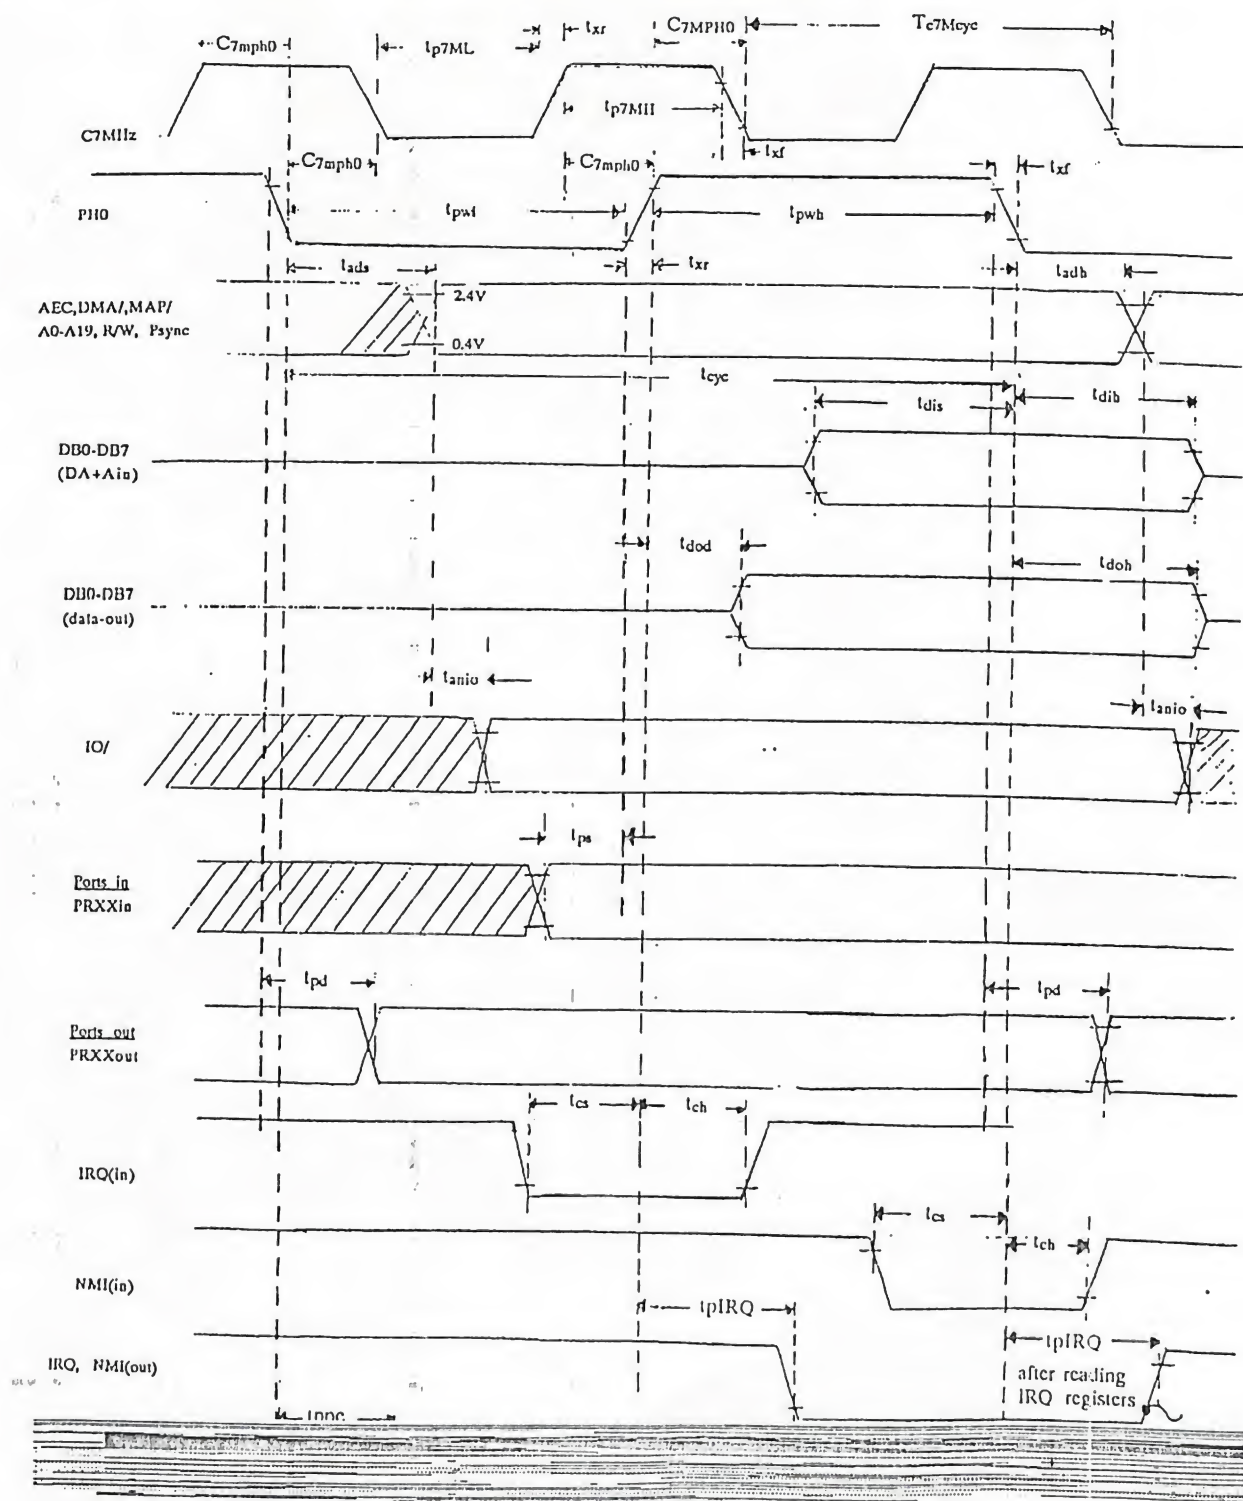 C7mph0 tp7ML txr C7MPH0 Tc7Mcyc
tp7MH
C7MHz
C7mph0 C7mph0 txf txf
PH0
tpwl tpwh
tads txr tadh
AEC,DMA/,MAP/
A0-A19, R/W, Psync
2.4V
0.4V
tcyc
tdis tdih
DB0-DB7
(DA+Ain)
tdod tdoh
DB0-DB7
(data-out)
tanio tanio
IO/
tps
Ports in
PRXXin
tpd tpd
Ports out
PRXXout
tcs tch
IRQ(in)
tcs tch
NMI(in)
tpIRQ tpIRQ
IRQ, NMI(out)
after reading
IRQ registers